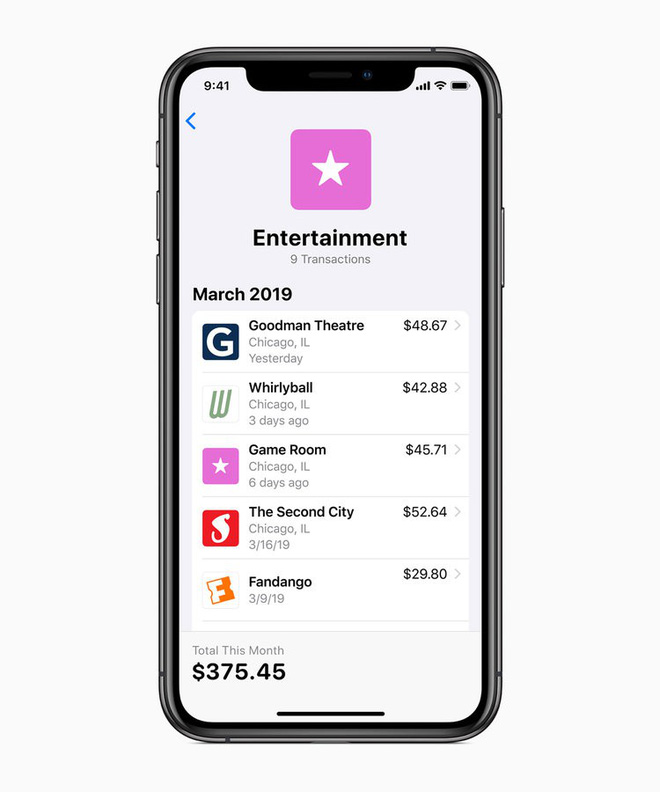 9:41
Entertainment
9 Transactions
March 2019
G
Goodman Theatre
$48.67
Chicago, IL
Yesterday
W
Whirlyball
$42.88
Chicago, IL
3 days ago
Game Room
$45.71
Chicago, IL
6 days ago
S
The Second City
$52.64
Chicago, IL
3/16/19
F
Fandango
$29.80
3/9/19
Total This Month
$375.45